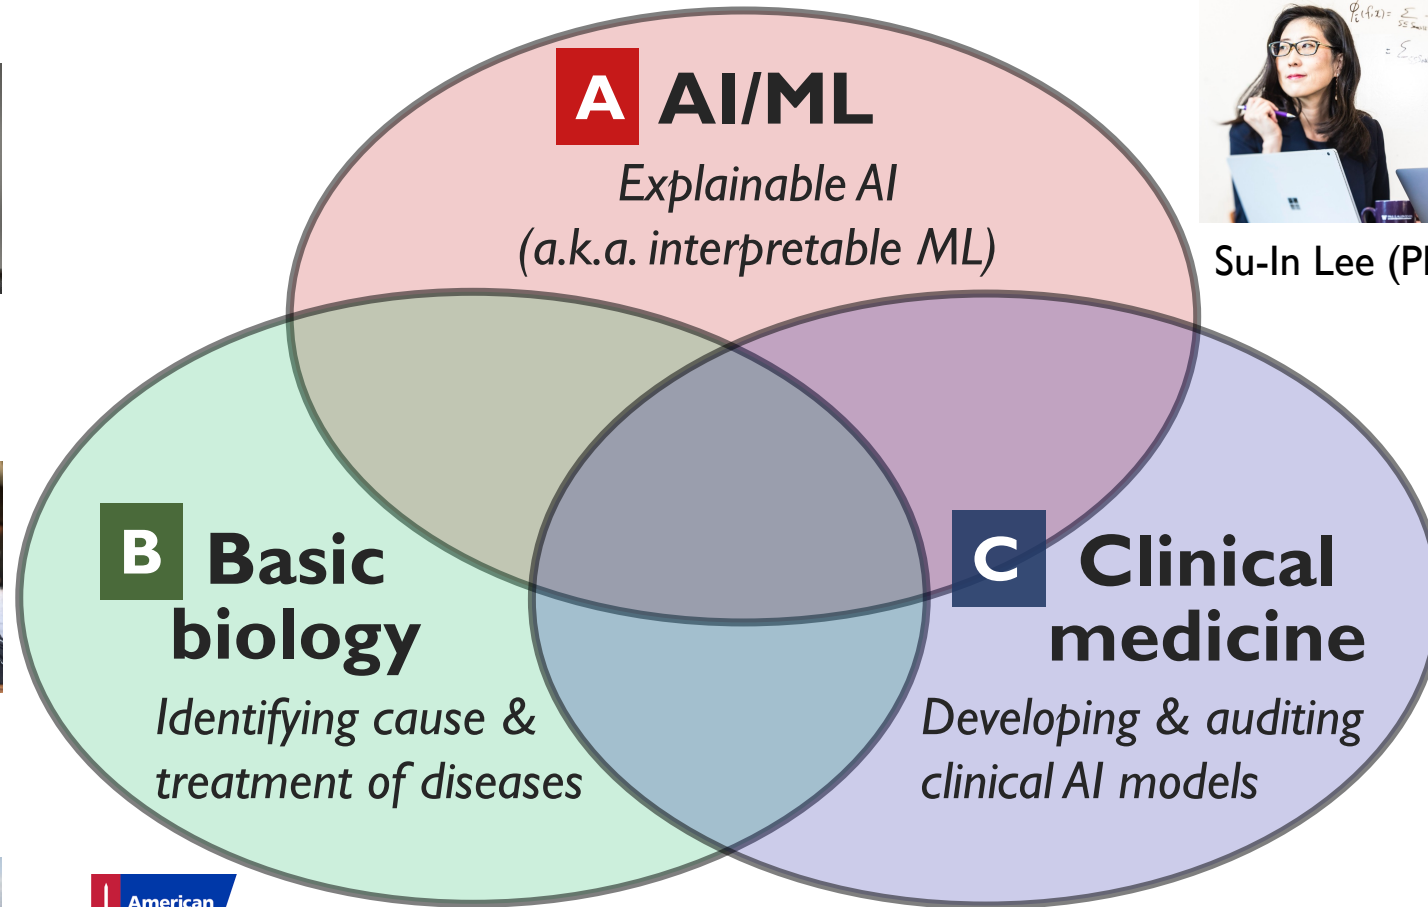 A AI/ML
Explainable AI
(a.k.a. interpretable ML)
Su-In Lee
B Basic
biology
Identifying cause &
treatment of diseases
C Clinical
medicine
Developing & auditing
clinical AI models
American